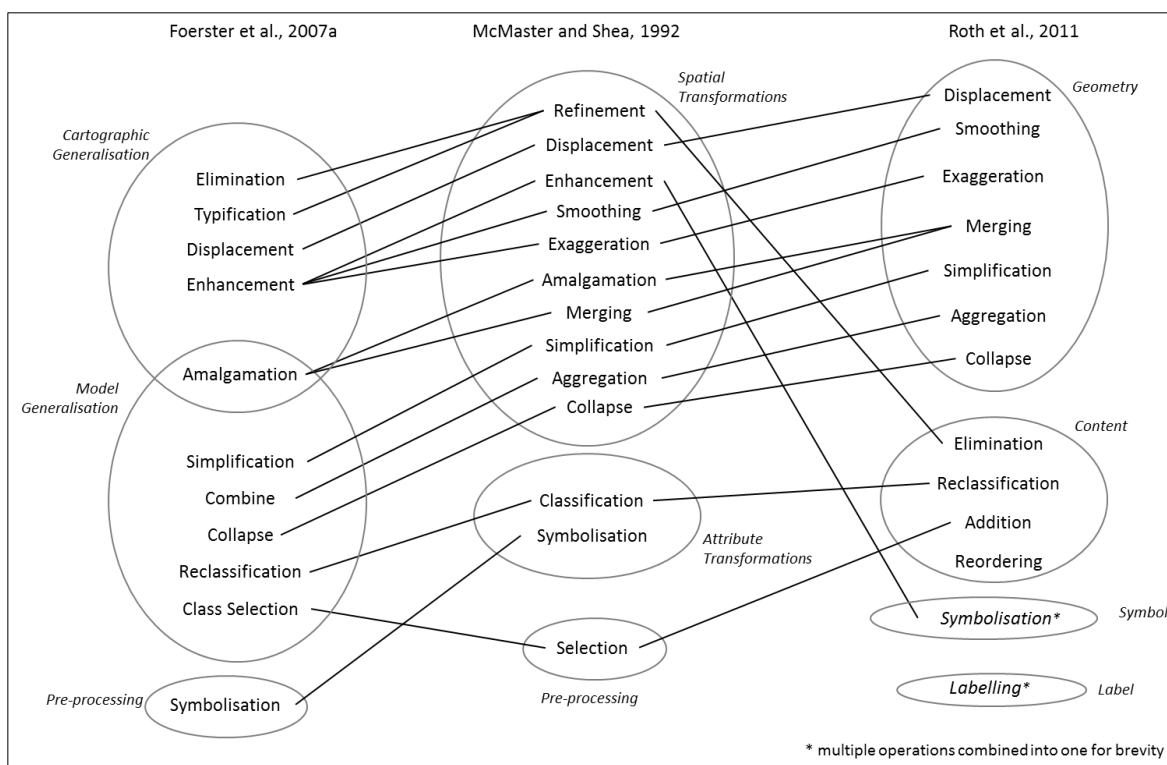 Foerster et al., 2007a
McMaster and Shea, 1992
Roth et al., 2011
Cartographic
Generalisation
Elimination
Typification
Displacement
Enhancement
Amalgamation
Model
Generalisation
Simplification
Combine
Collapse
Reclassification
Class Selection
Pre-processing
Symbolisation
Spatial
Transformations
Refinement
Displacement
Enhancement
Smoothing
Exaggeration
Amalgamation
Merging
Simplification
Aggregation
Collapse
Classification
Symbolisation
Attribute
Transformations
Selection
Pre-processing
Geometry
Displacement
Smoothing
Exaggeration
Merging
Simplification
Aggregation
Collapse
Content
Elimination
Reclassification
Addition
Reordering
Symbolisation*
Symbol
Labelling*
Label
* multiple operations combined into one for brevity